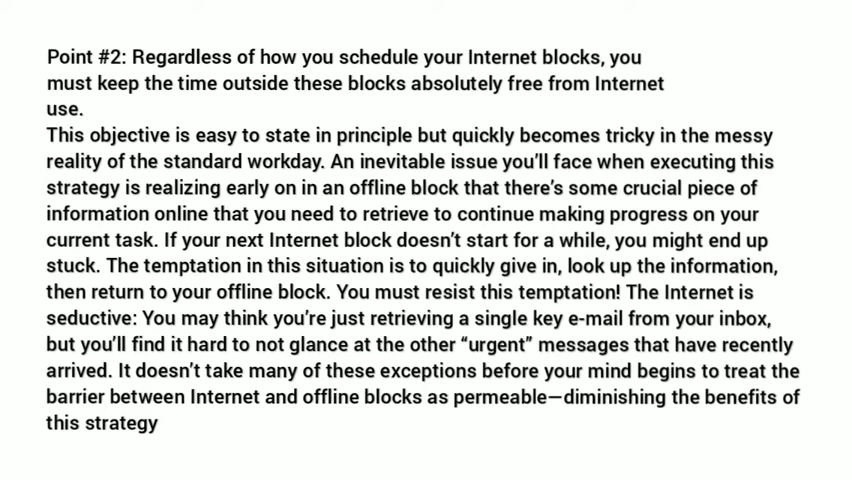 Point #2: Regardless of how you schedule your Internet blocks, you
must keep the time outside these blocks absolutely free from Internet
use.
This objective is easy to state in principle but quickly becomes tricky in the messy
reality of the standard workday. An inevitable issue you’ll face when executing this
strategy is realizing early on in an offline block that there’s some crucial piece of
information online that you need to retrieve to continue making progress on your
current task. If your next Internet block doesn’t start for a while, you might end up
stuck. The temptation in this situation is to quickly give in, look up the information,
then return to your offline block. You must resist this temptation! The Internet is
seductive: You may think you’re just retrieving a single key e-mail from your inbox,
but you’ll find it hard to not glance at the other “urgent” messages that have recently
arrived. It doesn’t take many of these exceptions before your mind begins to treat the
barrier between Internet and offline blocks as permeable—diminishing the benefits of
this strategy